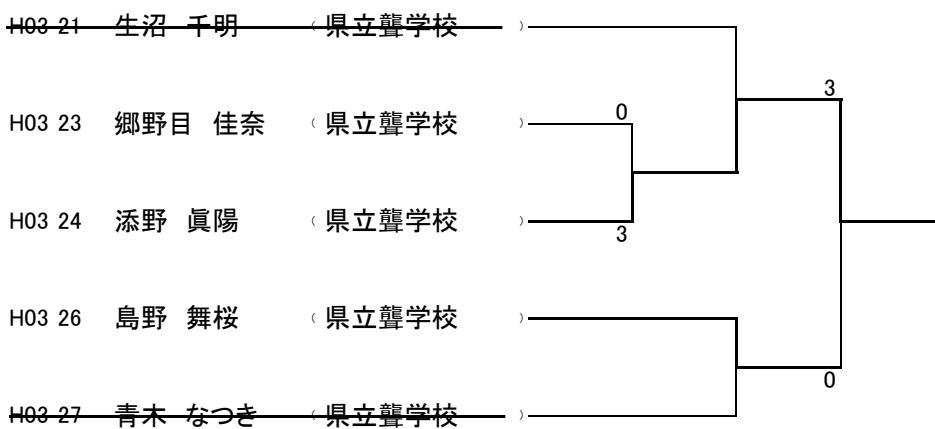 H03 21 生沼 千明 （ 県立聾学校 ）
3
H03 23 郷野目 佳奈 （ 県立聾学校 ） 0
H03 24 添野 眞陽 （ 県立聾学校 ） 3
H03 26 島野 舞桜 （ 県立聾学校 ）
0
H03 27 青木 なつき （ 県立聾学校 ）